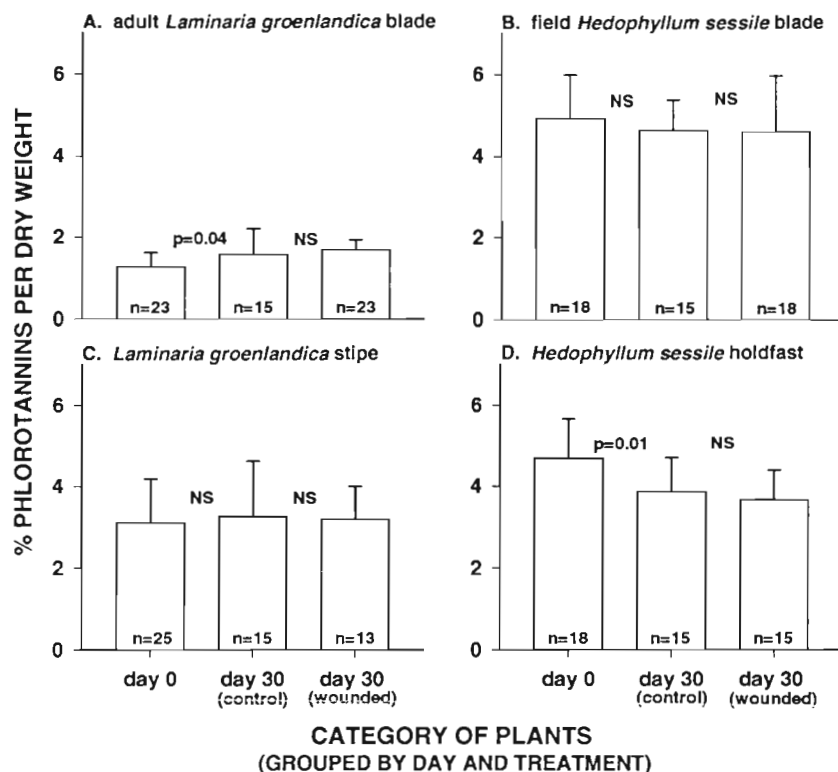 A. adult Laminaria groenlandica blade
B. field Hedophyllum sessile blade
% PHLOROTANNINS PER DRY WEIGHT
6
4
2
0
p=0.04
NS
n=23
n=15
n=23
6
4
2
0
NS
NS
n=18
n=15
n=18
C. Laminaria groenlandica stipe
D. Hedophyllum sessile holdfast
6
4
2
0
NS
NS
n=25
n=15
n=13
6
4
2
0
p=0.01
NS
n=18
n=15
n=15
day 0
day 30
(control)
day 30
(wounded)
day 0
day 30
(control)
day 30
(wounded)
CATEGORY OF PLANTS
(GROUPED BY DAY AND TREATMENT)